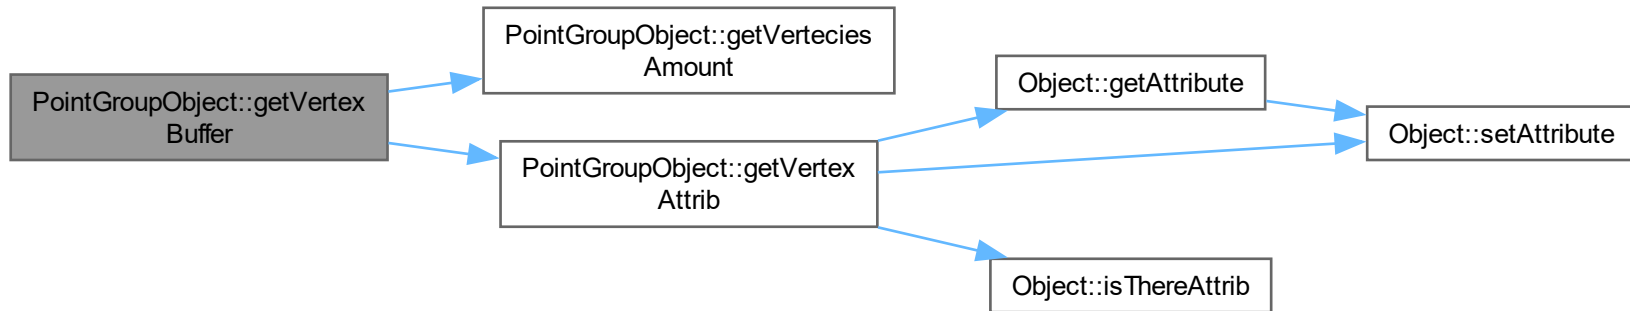 PointGroupObject::getVertex
Buffer
PointGroupObject::getVertecies
Amount
PointGroupObject::getVertex
Attrib
Object::getAttribute
Object::setAttribute
Object::isThereAttrib